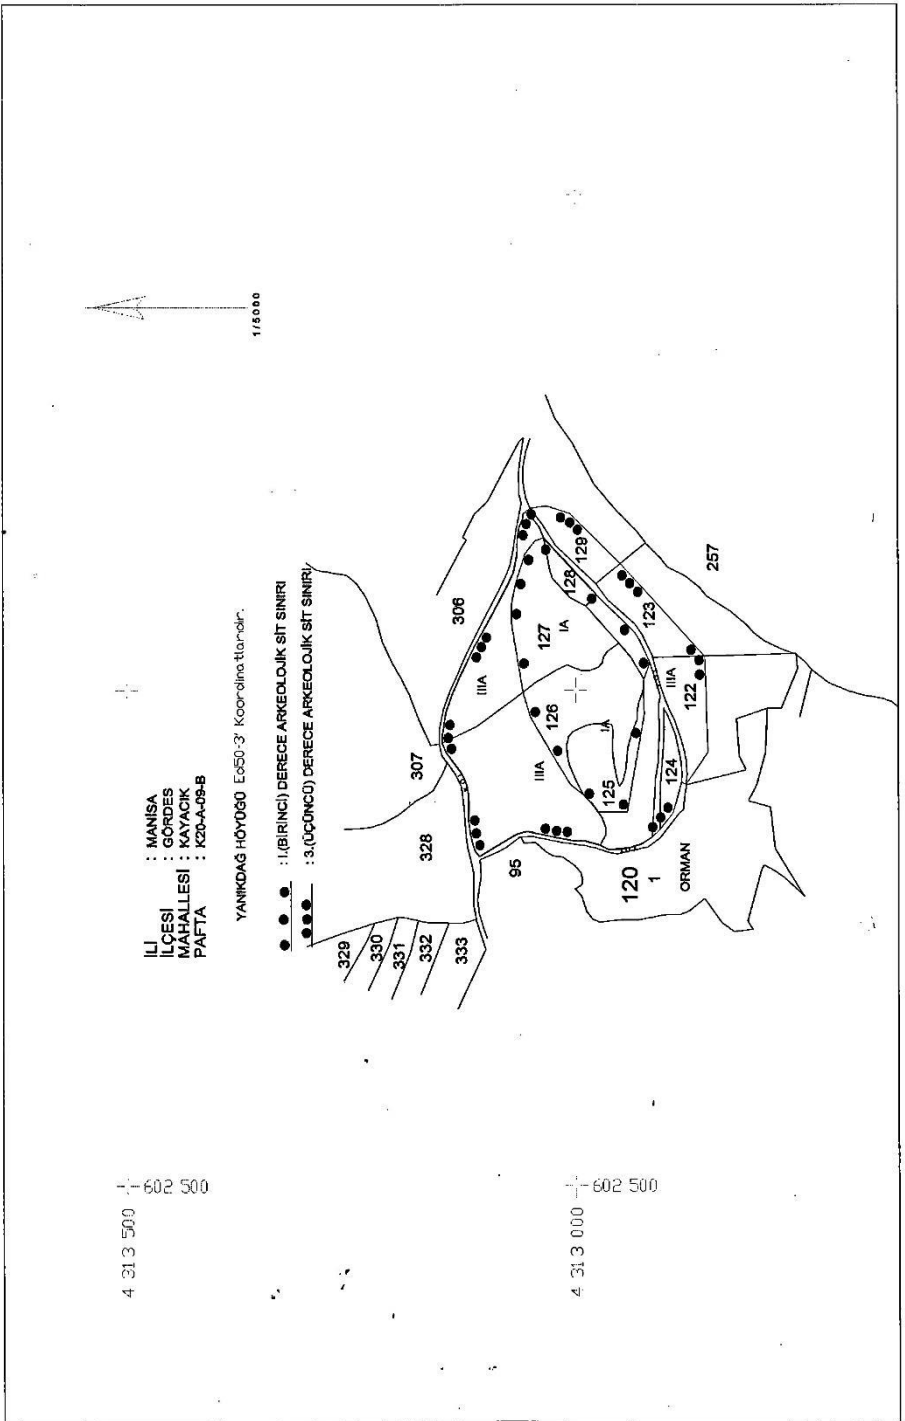 İLİ : MANİSA
İLÇESİ : GÖRDES
MAHALLESİ : KAYACIK
PAFTA : K20-A-09-B
YANIKDAĞ HÖYÜĞÜ Ed50-3' Koordinatlarıdır.
: I.(BİRİNCİ) DERECE ARKEOLOJİK SİT SINIRI
: 3.(ÜÇÜNCÜ) DERECE ARKEOLOJİK SİT SINIRI
1/5000
4 313 500
602 500
329
330
331
332
333
328
307
306
IIIA
95
IIIA
126
127
IA
128
129
125
IA
123
120
1
ORMAN
124
IIIA
122
257
4 313 000
602 500